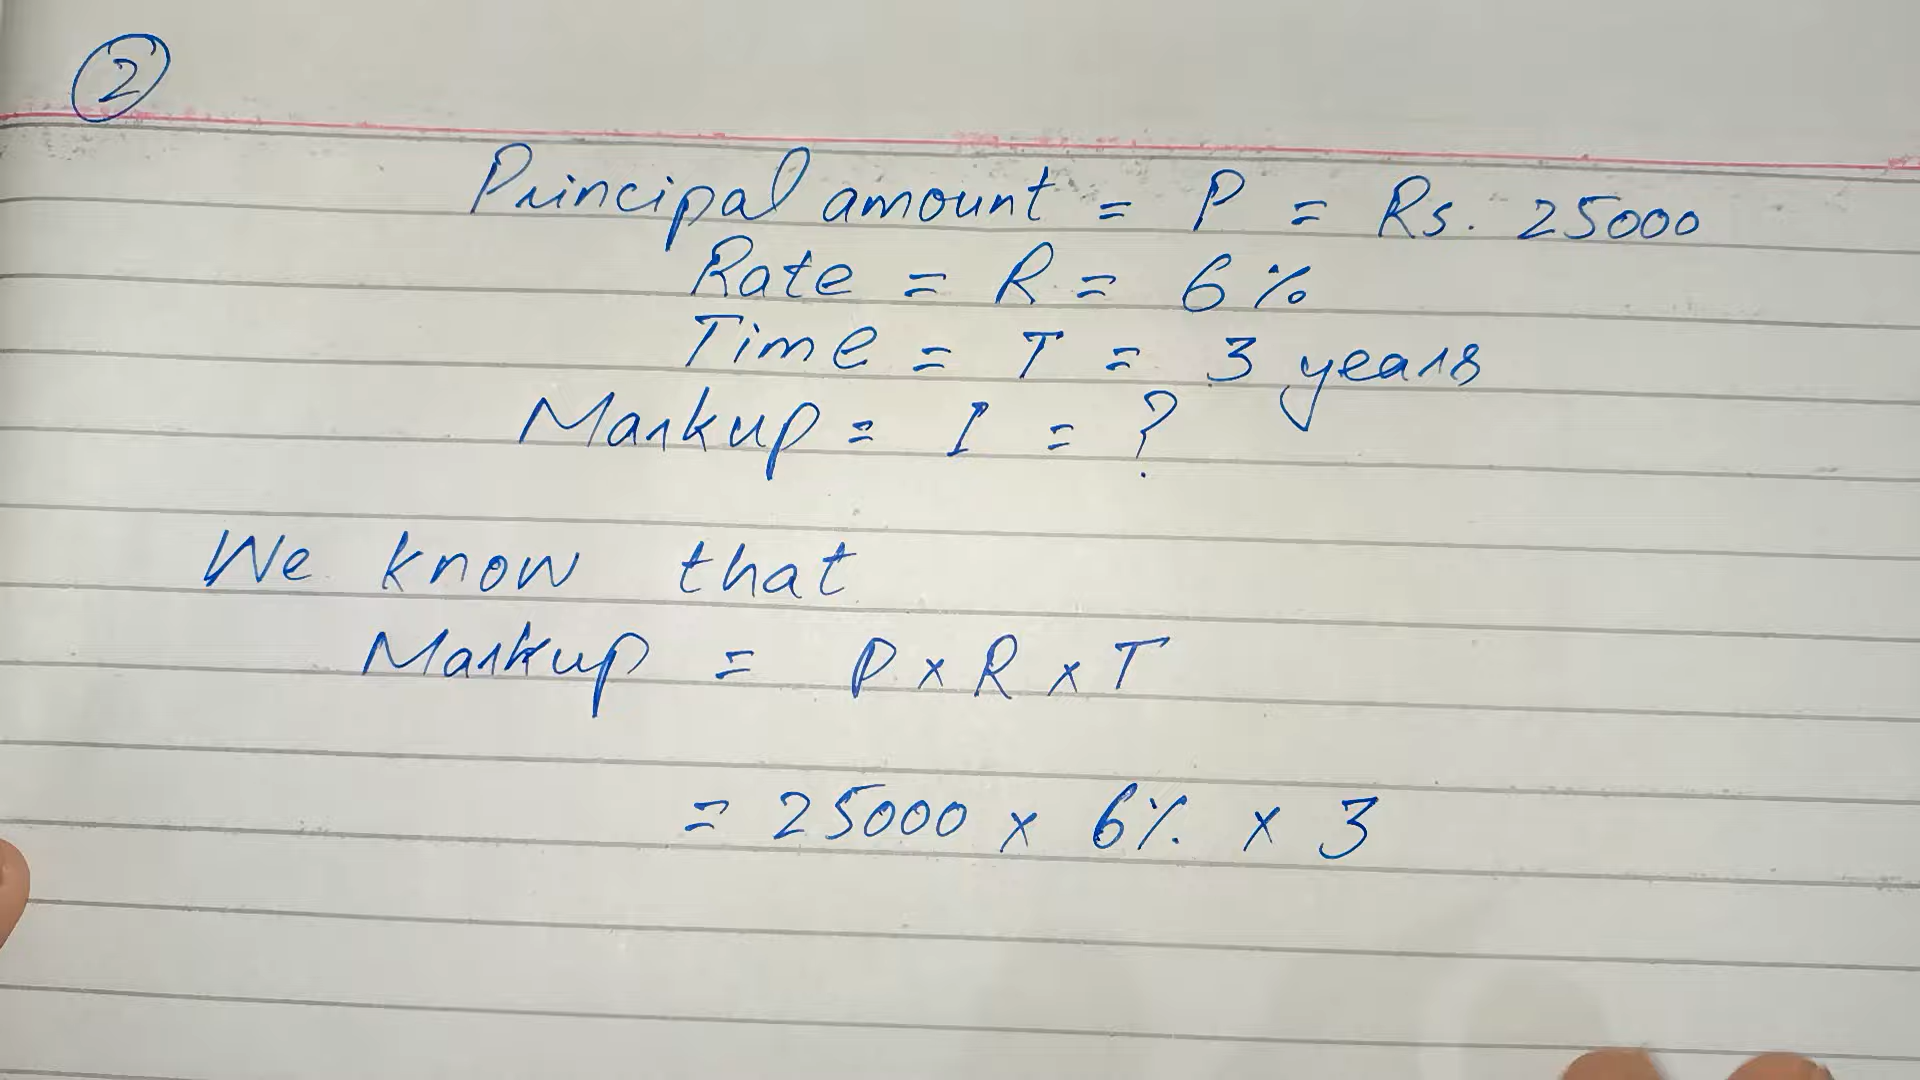 2
Principal amount = P = Rs. 25000
Rate = R = 6%
Time = T = 3 years
Markup = I = ?
We know that
Markup = P x R x T
= 25000 x 6% x 3